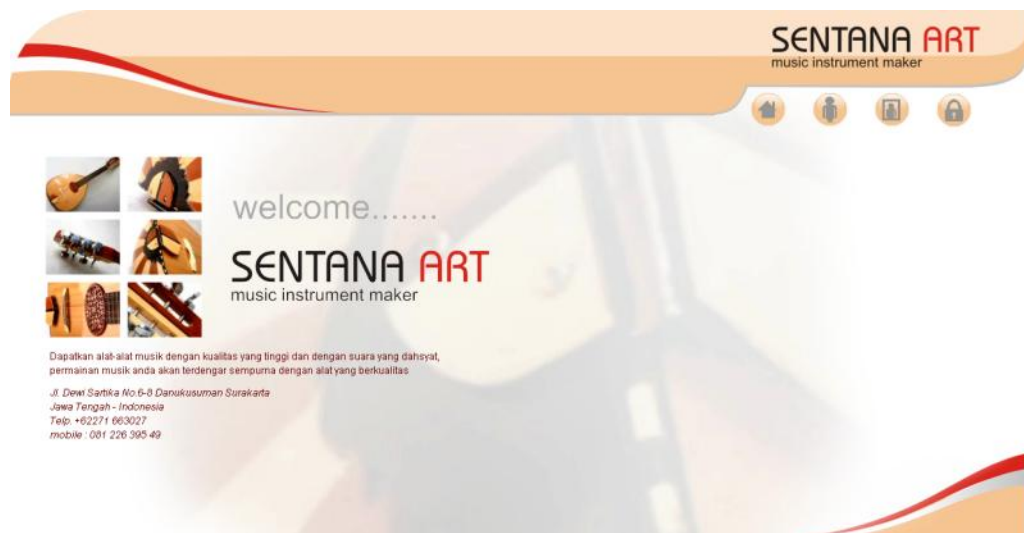 SENTANA ART
music instrument maker
welcome.......
SENTANA ART
music instrument maker
Dapatkan alat-alat musik dengan kualitas yang tinggi dan dengan suara yang dahsyat,
permainan musik anda akan terdengar sempurna dengan alat yang berkualitas
Jl. Dewi Sartika No.6-8 Danukusuman Surakarta
Jawa Tengah - Indonesia
Telp. +62271 663027
mobile : 081 226 395 49